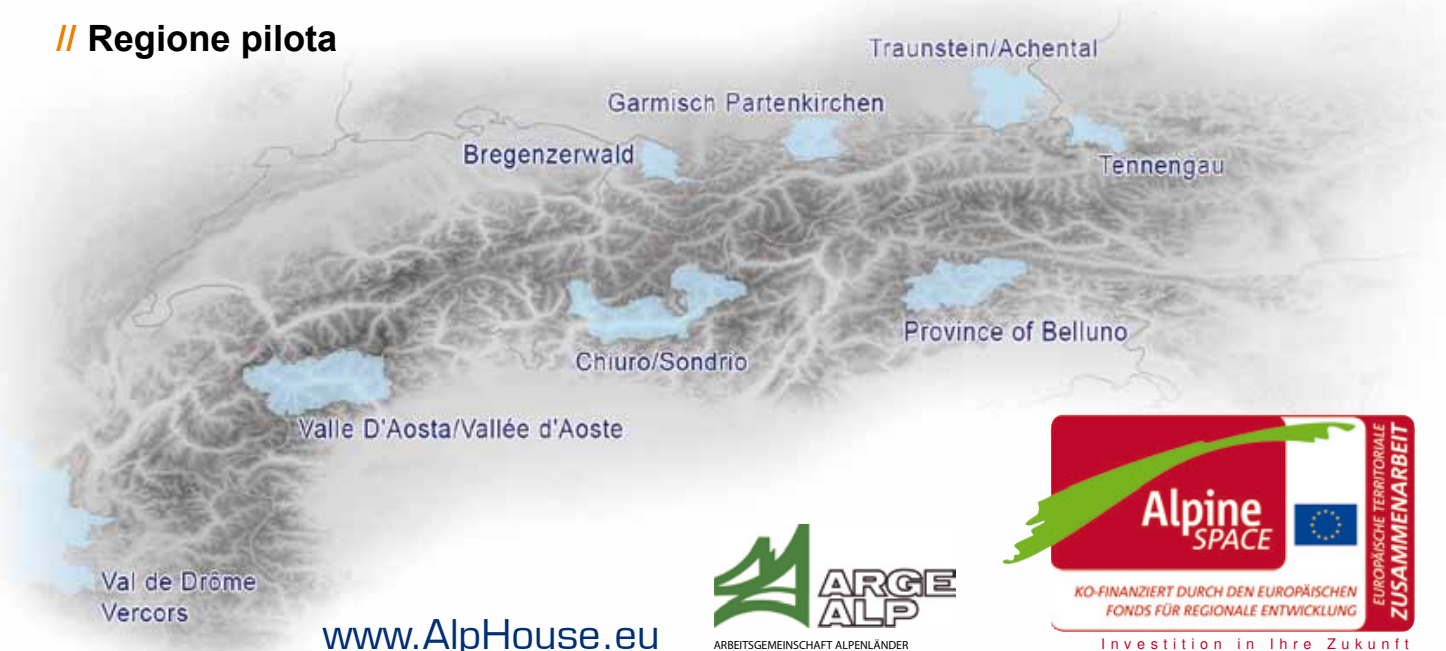 // Regione pilota
Traunstein/Achental
Garmisch Partenkirchen
Bregenzerwald
Tennengau
Province of Belluno
Chiuro/Sondrio
Valle D'Aosta/Vallée d'Aoste
Val de Drôme
Vercors
www.AlpHouse.eu
ARGE
ALP
ARBEITSGEMEINSCHAFT ALPENLÄNDER
Alpine
SPACE
EUROPÄISCHE TERRITORIALE
ZUSAMMENARBEIT
KO-FINANZIERT DURCH DEN EUROPÄISCHEN
FONDS FÜR REGIONALE ENTWICKLUNG
Investition in Ihre Zukunft